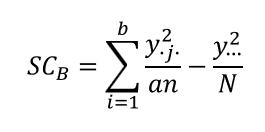 $SC_B = \sum_{i=1}^{b} \frac{y_{.j.}^2}{an} - \frac{y_{...}^2}{N}$